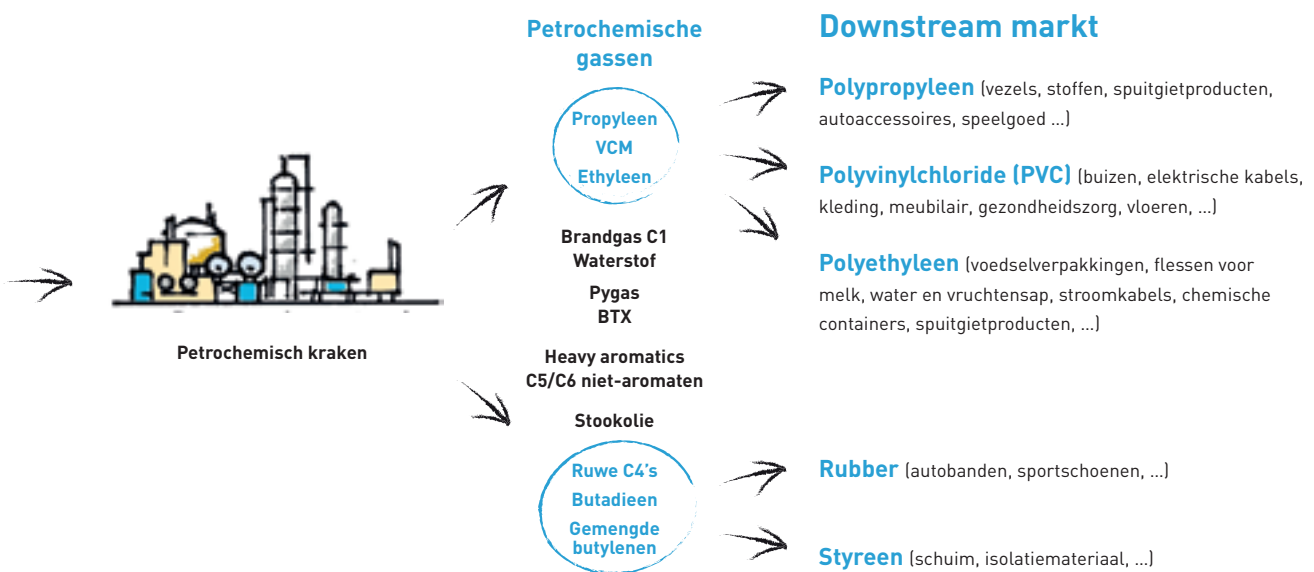 Petrochemisch kraken
Petrochemische
gassen
Propyleen
VCM
Ethyleen
Brandgas C1
Waterstof
Pygas
BTX
Heavy aromatics
C5/C6 niet-aromaten
Stookolie
Ruwe C4's
Butadieen
Gemengde
butylenen
Downstream markt
Polypropyleen (vezels, stoffen, spuitgietproducten,
autoaccessoires, speelgoed ...)
Polyvinylchloride (PVC) (buizen, elektrische kabels,
kleding, meubilair, gezondheidszorg, vloeren, ...)
Polyethyleen (voedselverpakkingen, flessen voor
melk, water en vruchtensap, stroomkabels, chemische
containers, spuitgietproducten, ...)
Rubber (autobanden, sportschoenen, ...)
Styreen (schuim, isolatiemateriaal, ...)